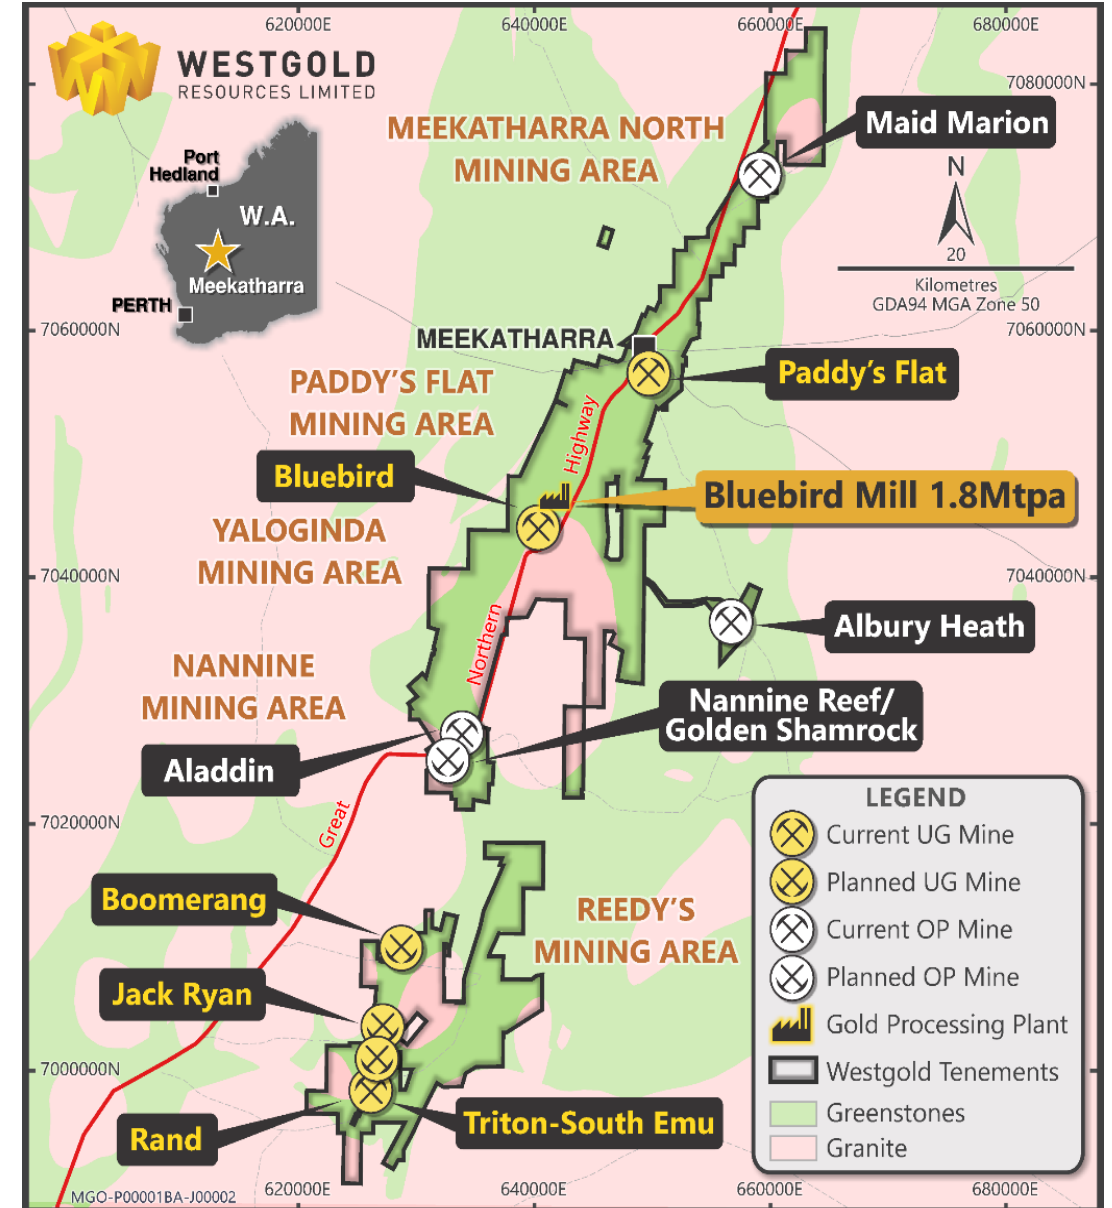 620000E
640000E
660000E
680000E
WESTGOLD
RESOURCES LIMITED
7080000N
MEEKATHARRA NORTH
MINING AREA
Maid Marion
Port
Hedland
W.A.
Meekatharra
PERTH
N
20
Kilometres
GDA94 MGA Zone 50
7060000N
7060000N
MEEKATHARRA
PADDY'S FLAT
MINING AREA
Paddy's Flat
Highway
Bluebird
Bluebird Mill 1.8Mtpa
YALOGINDA
MINING AREA
7040000N
7040000N
Albury Heath
Northern
NANNINE
MINING AREA
Nannine Reef/
Golden Shamrock
Aladdin
7020000N
Great
LEGEND
Current UG Mine
Planned UG Mine
Current OP Mine
Planned OP Mine
Gold Processing Plant
Westgold Tenements
Greenstones
Granite
Boomerang
REEDY'S
MINING AREA
Jack Ryan
7000000N
Rand
Triton-South Emu
MGO-P00001BA-J00002
620000E
640000E
660000E
680000E